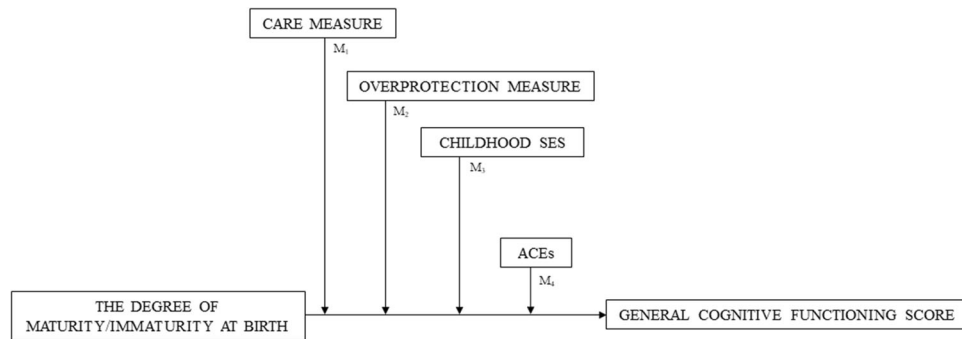 CARE MEASURE
M₁
OVERPROTECTION MEASURE
M₂
CHILDHOOD SES
M₃
ACEs
M₄
THE DEGREE OF
MATURITY/IMMATURITY AT BIRTH
GENERAL COGNITIVE FUNCTIONING SCORE